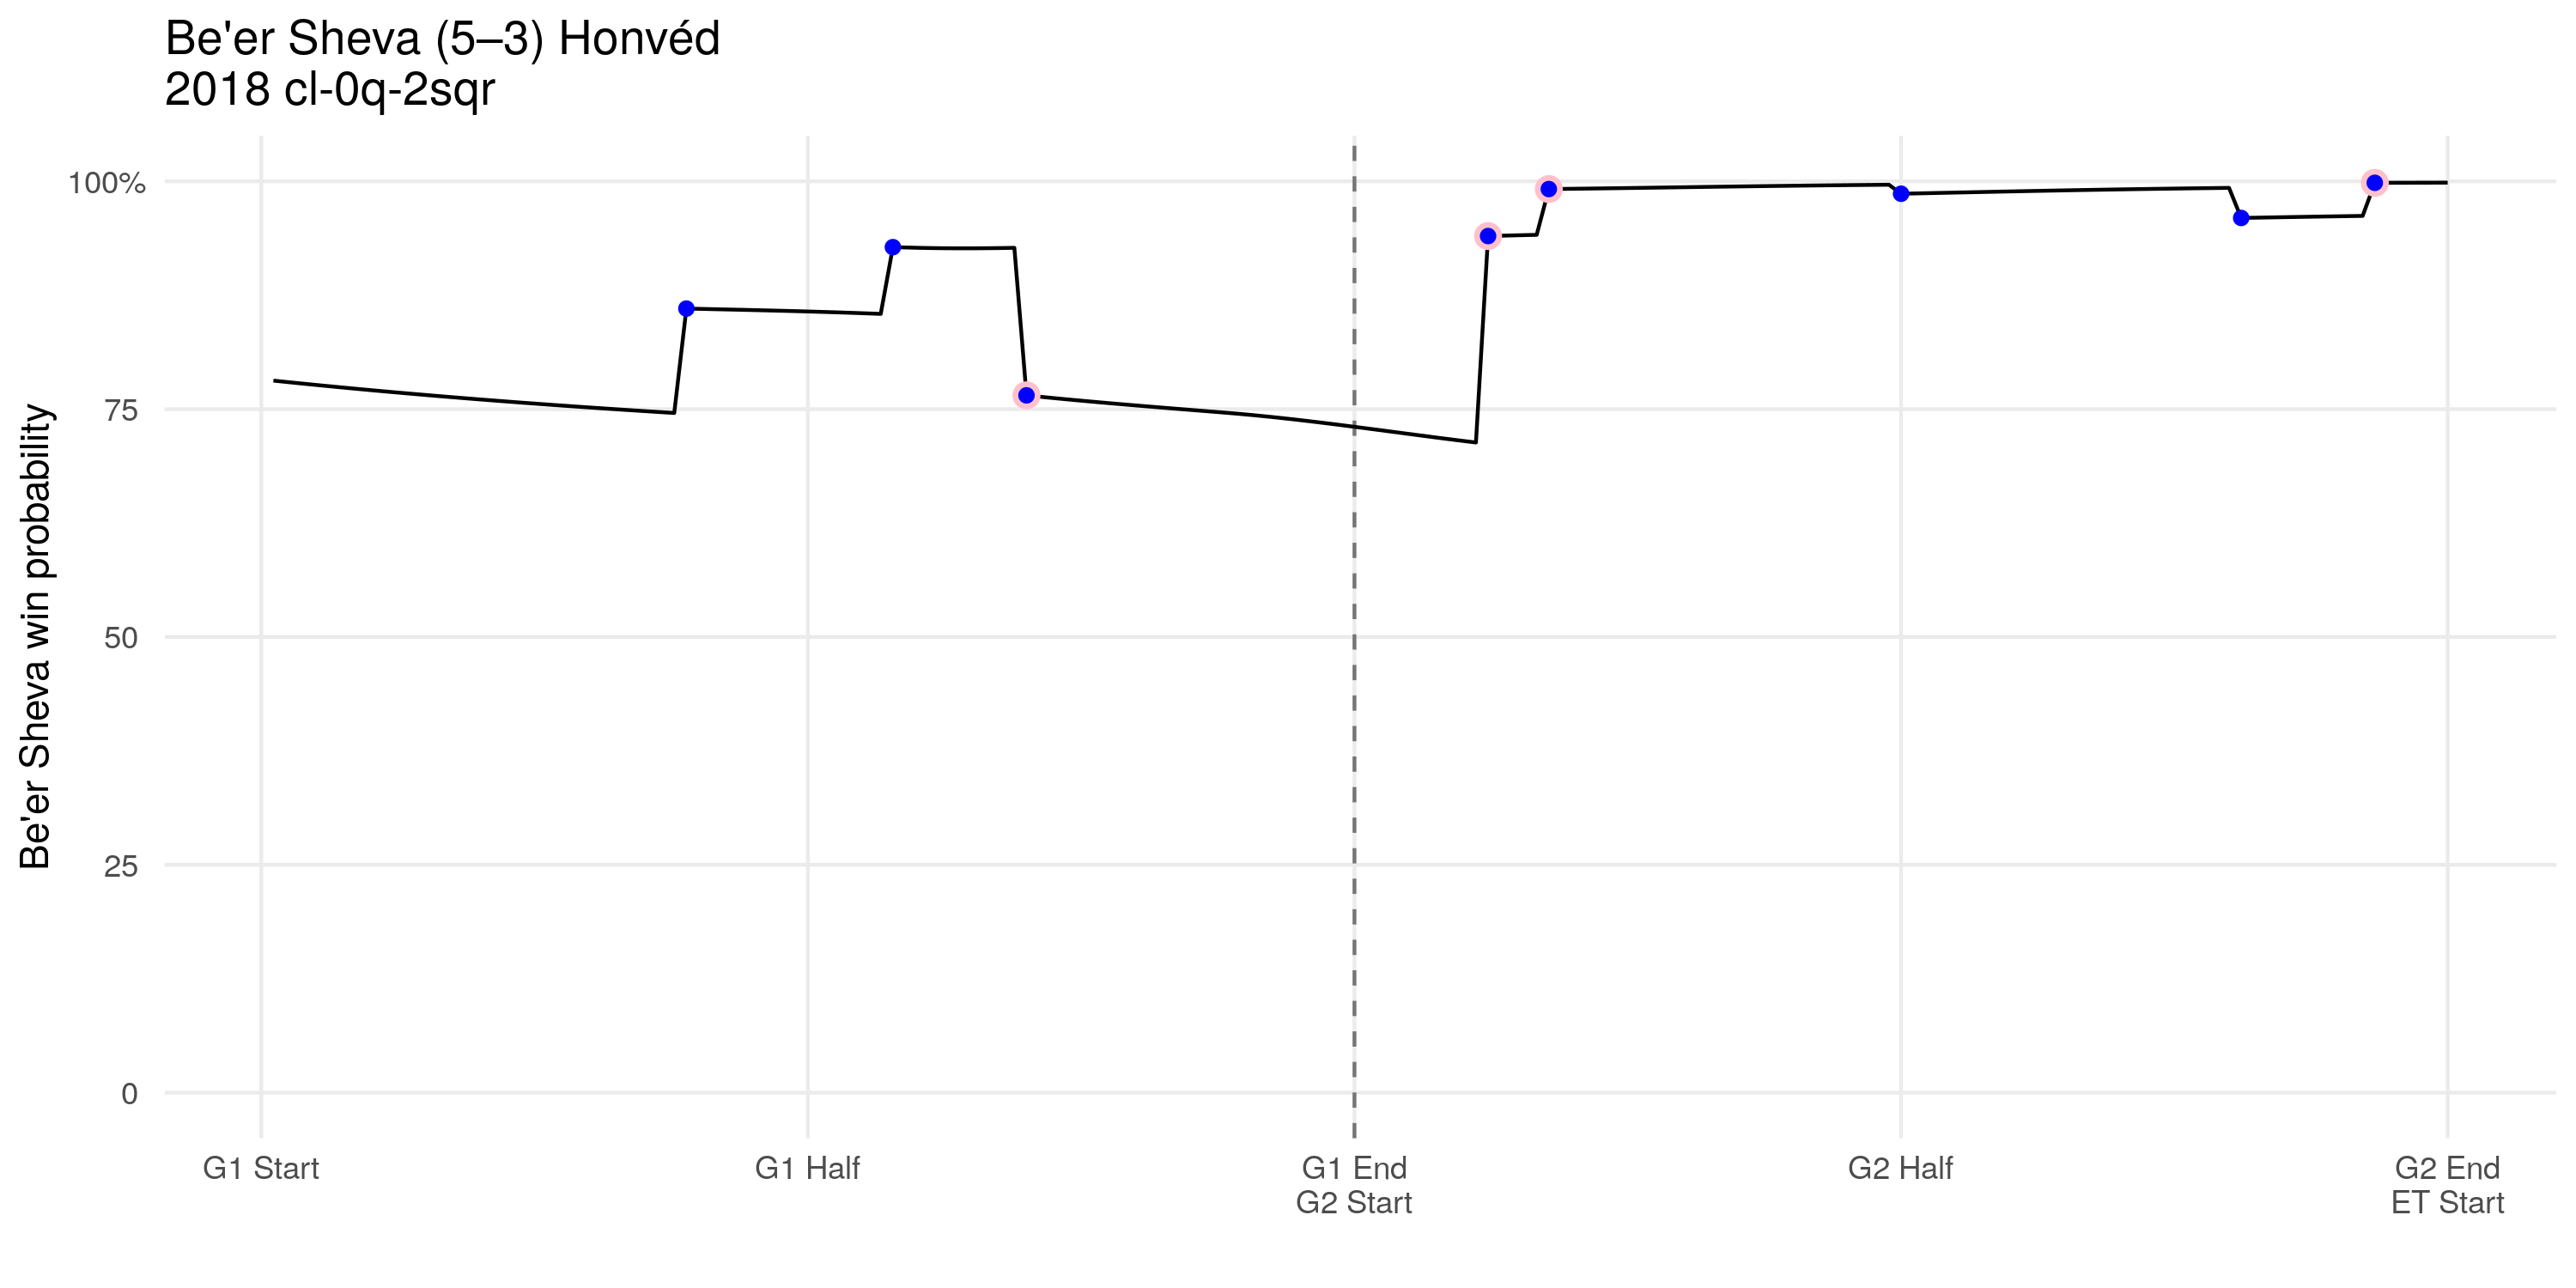 Be'er Sheva (5–3) Honvéd
2018 cl-0q-2sqr
Be'er Sheva win probability
100%
75
50
25
0
G1 Start
G1 Half
G1 End
G2 Start
G2 Half
G2 End
ET Start